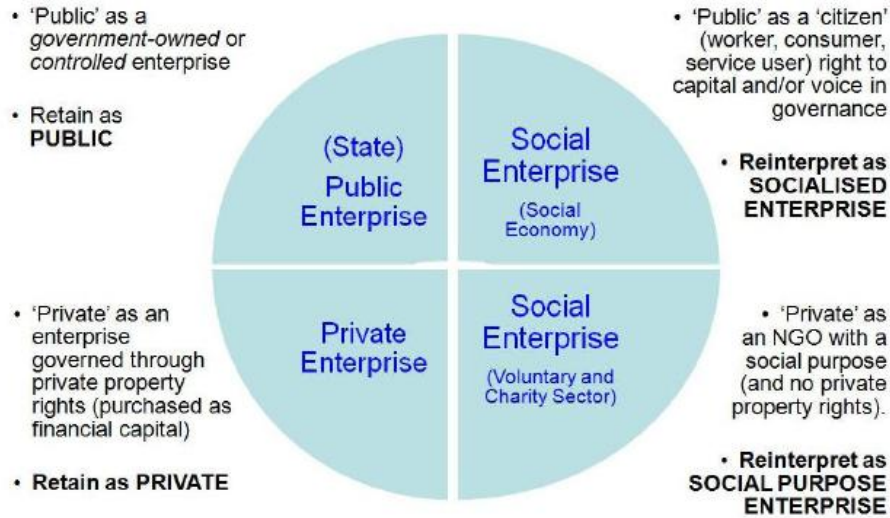 • ‘Public’ as a
government-owned or
controlled enterprise
• Retain as
PUBLIC
(State)
Public
Enterprise
Social
Enterprise
(Social
Economy)
• ‘Public’ as a ‘citizen’
(worker, consumer,
service user) right to
capital and/or voice in
governance
• Reinterpret as
SOCIALISED
ENTERPRISE
• ‘Private’ as an
enterprise
governed through
private property
rights (purchased as
financial capital)
• Retain as PRIVATE
Private
Enterprise
Social
Enterprise
(Voluntary and
Charity Sector)
• ‘Private’ as
an NGO with a
social purpose
(and no private
property rights).
• Reinterpret as
SOCIAL PURPOSE
ENTERPRISE